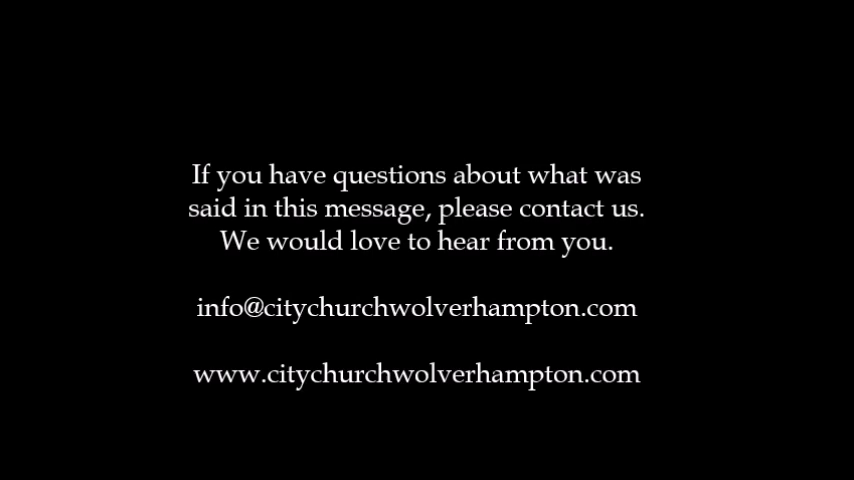 If you have questions about what was
said in this message, please contact us.
We would love to hear from you.
info@citychurchwolverhampton.com
www.citychurchwolverhampton.com